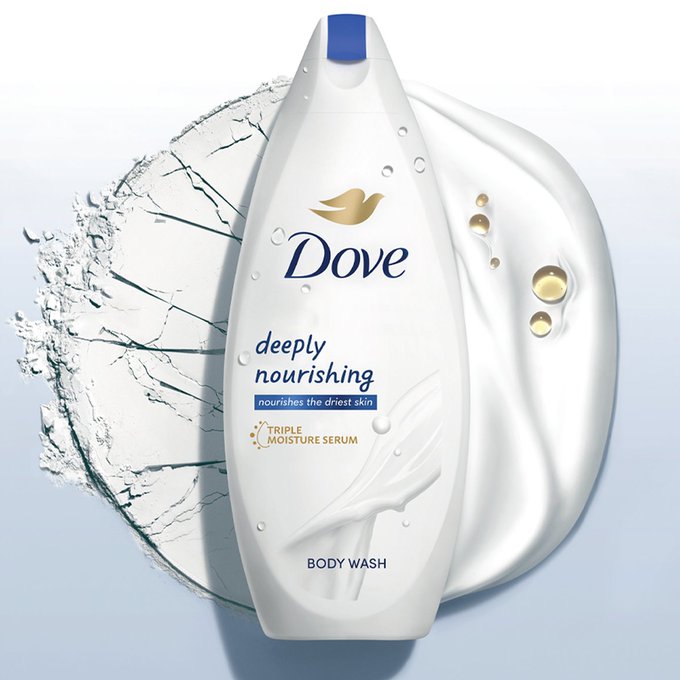 Dove
deeply
nourishing
nourishes the driest skin
TRIPLE
MOISTURE SERUM
BODY WASH